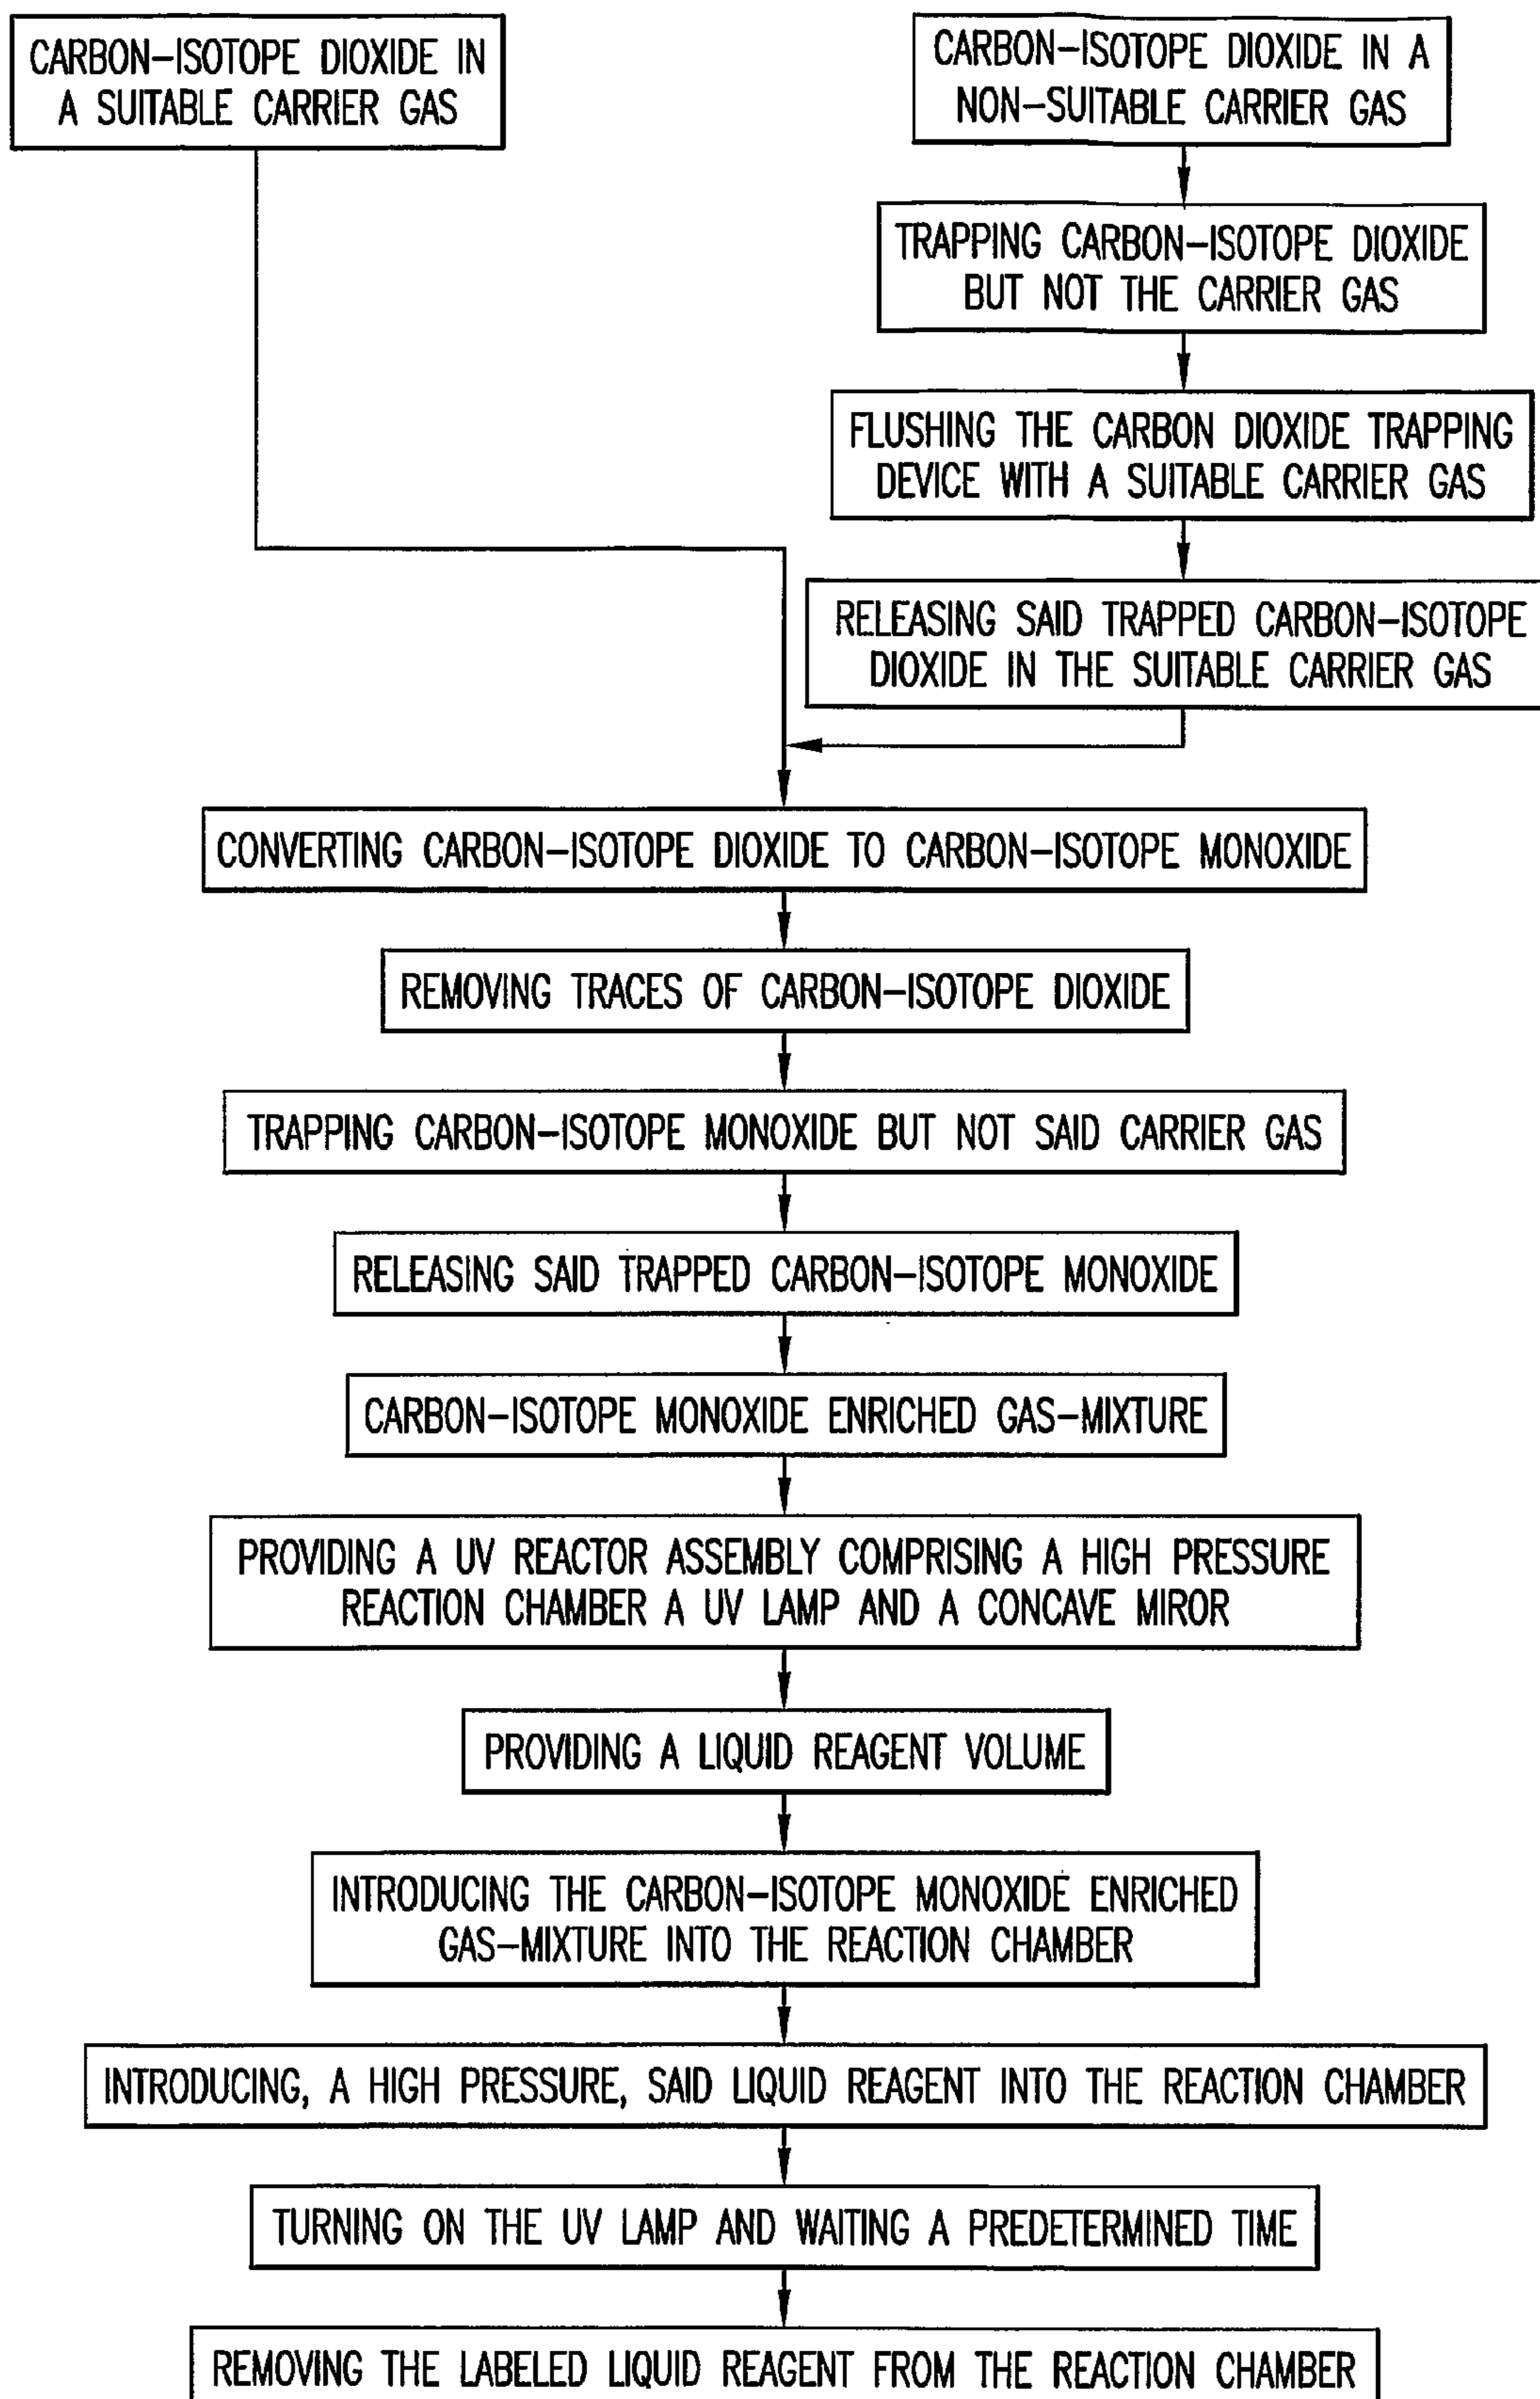 CARBON-ISOTOPE DIOXIDE IN
A SUITABLE CARRIER GAS
CARBON-ISOTOPE DIOXIDE IN A
NON-SUITABLE CARRIER GAS
TRAPPING CARBON-ISOTOPE DIOXIDE
BUT NOT THE CARRIER GAS
FLUSHING THE CARBON DIOXIDE TRAPPING
DEVICE WITH A SUITABLE CARRIER GAS
RELEASING SAID TRAPPED CARBON-ISOTOPE
DIOXIDE IN THE SUITABLE CARRIER GAS
CONVERTING CARBON-ISOTOPE DIOXIDE TO CARBON-ISOTOPE MONOXIDE
REMOVING TRACES OF CARBON-ISOTOPE DIOXIDE
TRAPPING CARBON-ISOTOPE MONOXIDE BUT NOT SAID CARRIER GAS
RELEASING SAID TRAPPED CARBON-ISOTOPE MONOXIDE
CARBON-ISOTOPE MONOXIDE ENRICHED GAS-MIXTURE
PROVIDING A UV REACTOR ASSEMBLY COMPRISING A HIGH PRESSURE
REACTION CHAMBER A UV LAMP AND A CONCAVE MIROR
PROVIDING A LIQUID REAGENT VOLUME
INTRODUCING THE CARBON-ISOTOPE MONOXIDE ENRICHED
GAS-MIXTURE INTO THE REACTION CHAMBER
INTRODUCING, A HIGH PRESSURE, SAID LIQUID REAGENT INTO THE REACTION CHAMBER
TURNING ON THE UV LAMP AND WAITING A PREDETERMINED TIME
REMOVING THE LABELED LIQUID REAGENT FROM THE REACTION CHAMBER